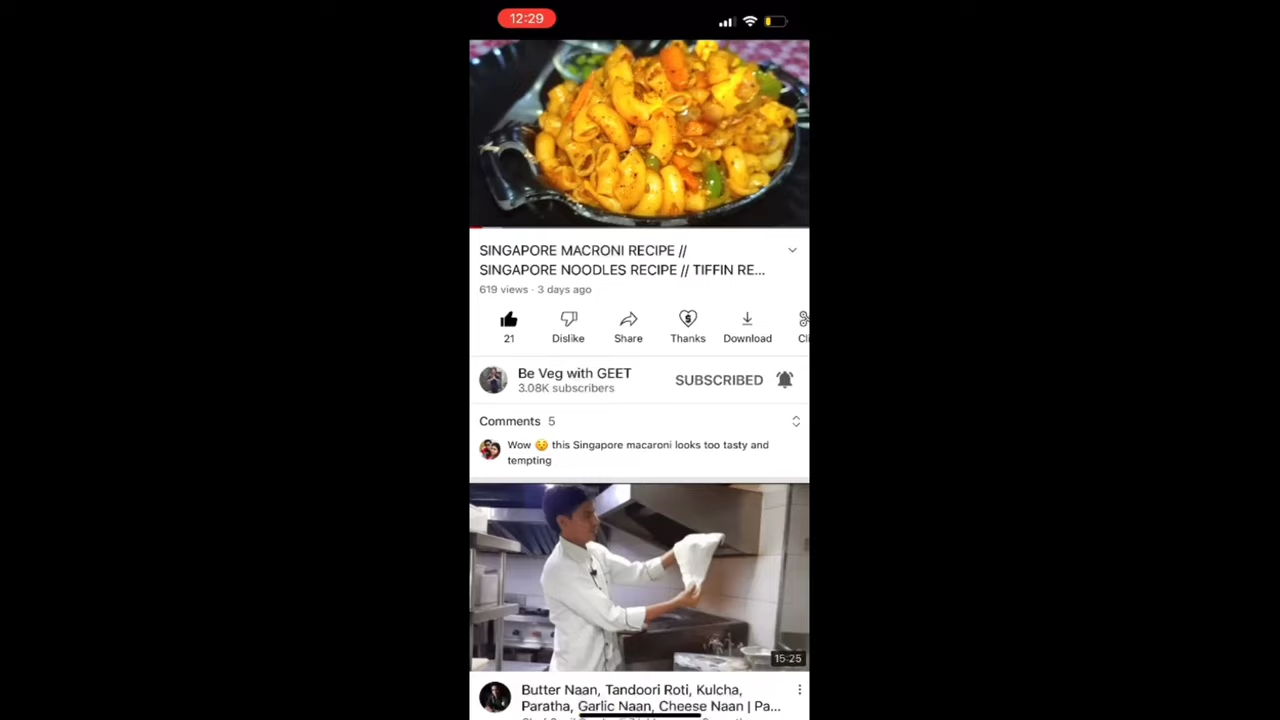 12:29
SINGAPORE MACRONI RECIPE //
SINGAPORE NOODLES RECIPE // TIFFIN RE...
619 views · 3 days ago
21
Dislike
Share
Thanks
Download
Cli
Be Veg with GEET
3.08K subscribers
SUBSCRIBED
Comments 5
Wow 😌 this Singapore macaroni looks too tasty and
tempting
15:25
Butter Naan, Tandoori Roti, Kulcha,
Paratha, Garlic Naan, Cheese Naan | Pa...